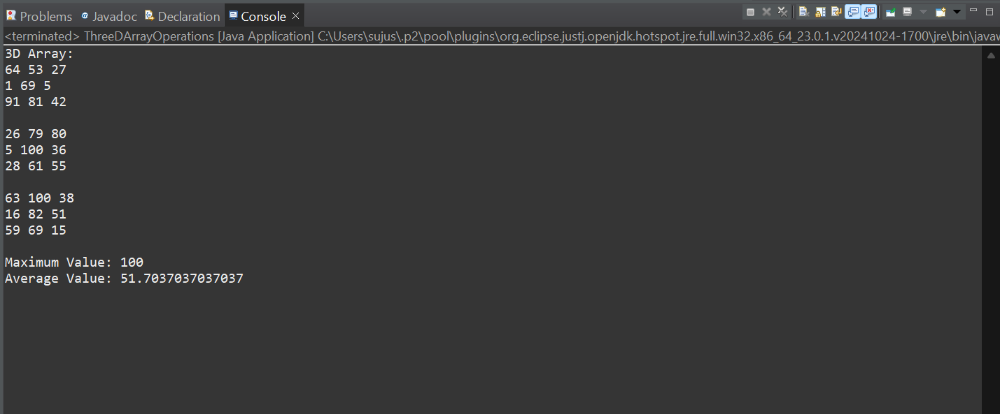 Problems Javadoc Declaration Console
<terminated> ThreeDArrayOperations [Java Application] C:\Users\sujus\.p2\pool\plugins\org.eclipse.justj.openjdk.hotspot.jre.full.win32.x86_64_23.0.1.v20241024-1700\jre\bin\javaw
3D Array:
64 53 27
1 69 5
91 81 42
26 79 80
5 100 36
28 61 55
63 100 38
16 82 51
59 69 15
Maximum Value: 100
Average Value: 51.7037037037037